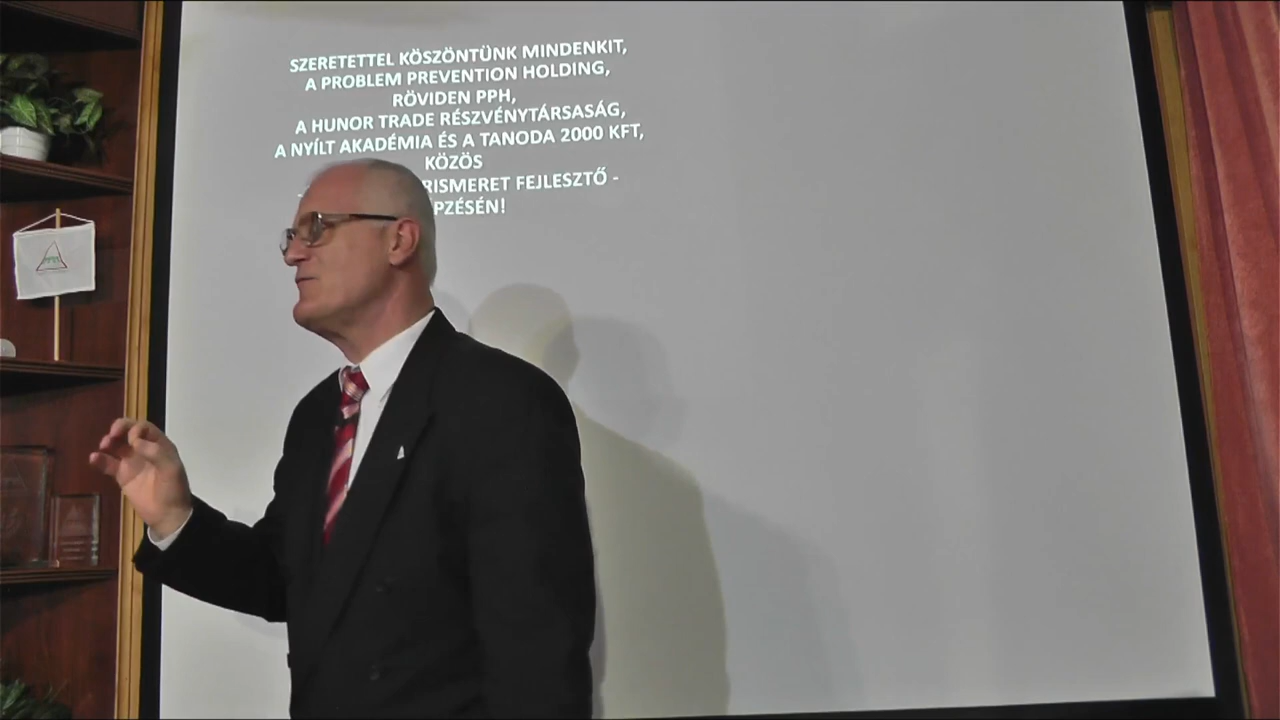 SZERETETTEL KÖSZÖNTÜNK MINDENKIT,
A PROBLEM PREVENTION HOLDING,
RÖVIDEN PPH,
A HUNOR TRADE RÉSZVÉNYTÁRSASÁG,
A NYÍLT AKADÉMIA ÉS A TANODA 2000 KFT,
KÖZÖS
- RISMERET FEJLESZTŐ -
PZÉSÉN!